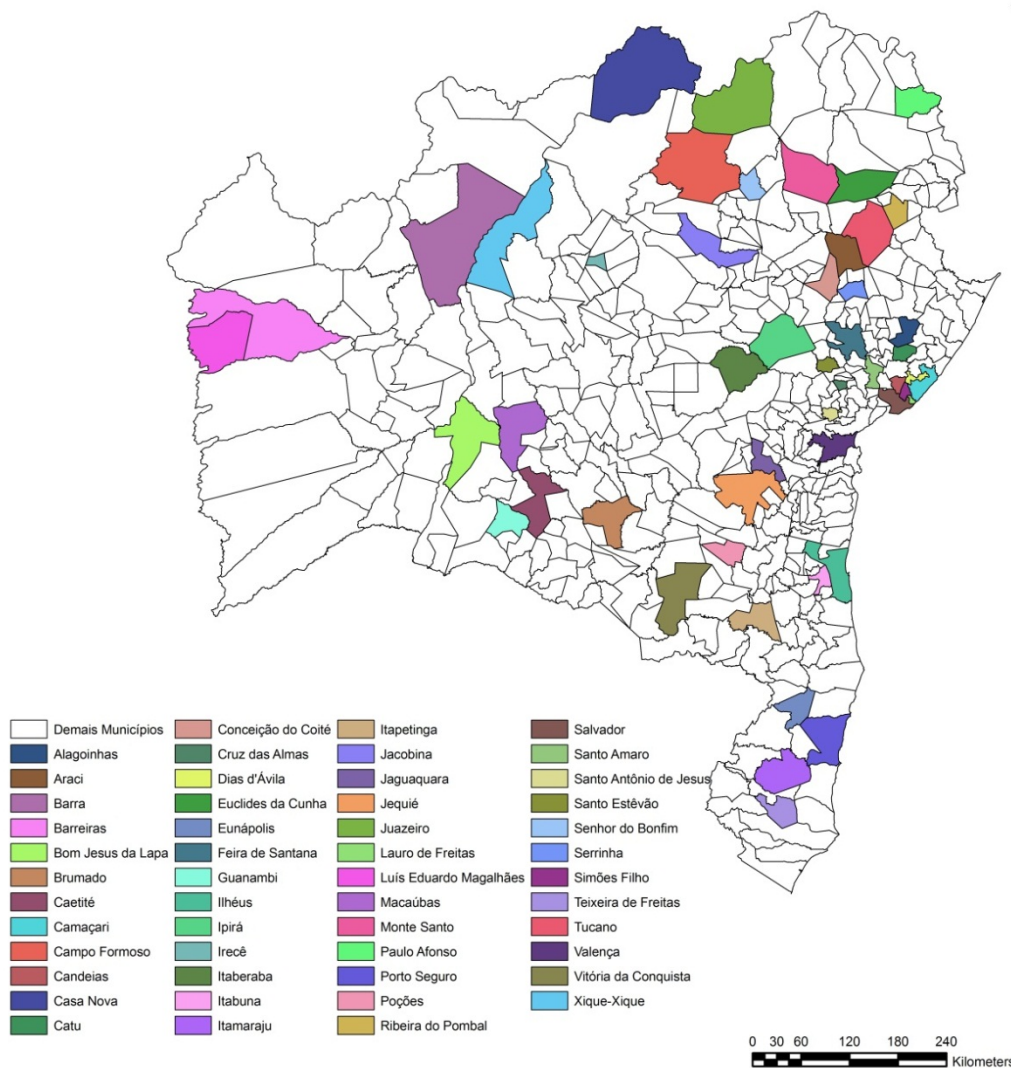 Demais Municípios
Alagoinhas
Araci
Barra
Barreiras
Bom Jesus da Lapa
Brumado
Caetité
Camaçari
Campo Formoso
Candeias
Casa Nova
Catu
Conceição do Coité
Cruz das Almas
Dias d'Ávila
Euclides da Cunha
Eunápolis
Feira de Santana
Guanambi
Ilhéus
Ipirá
Irecê
Itaberaba
Itabuna
Itamaraju
Itapetinga
Jacobina
Jaguaquara
Jequié
Juazeiro
Lauro de Freitas
Luís Eduardo Magalhães
Macaúbas
Monte Santo
Paulo Afonso
Porto Seguro
Poções
Ribeira do Pombal
Salvador
Santo Amaro
Santo Antônio de Jesus
Santo Estêvão
Senhor do Bonfim
Serrinha
Simões Filho
Teixeira de Freitas
Tucano
Valença
Vitória da Conquista
Xique-Xique
0 30 60 120 180 240
Kilometers